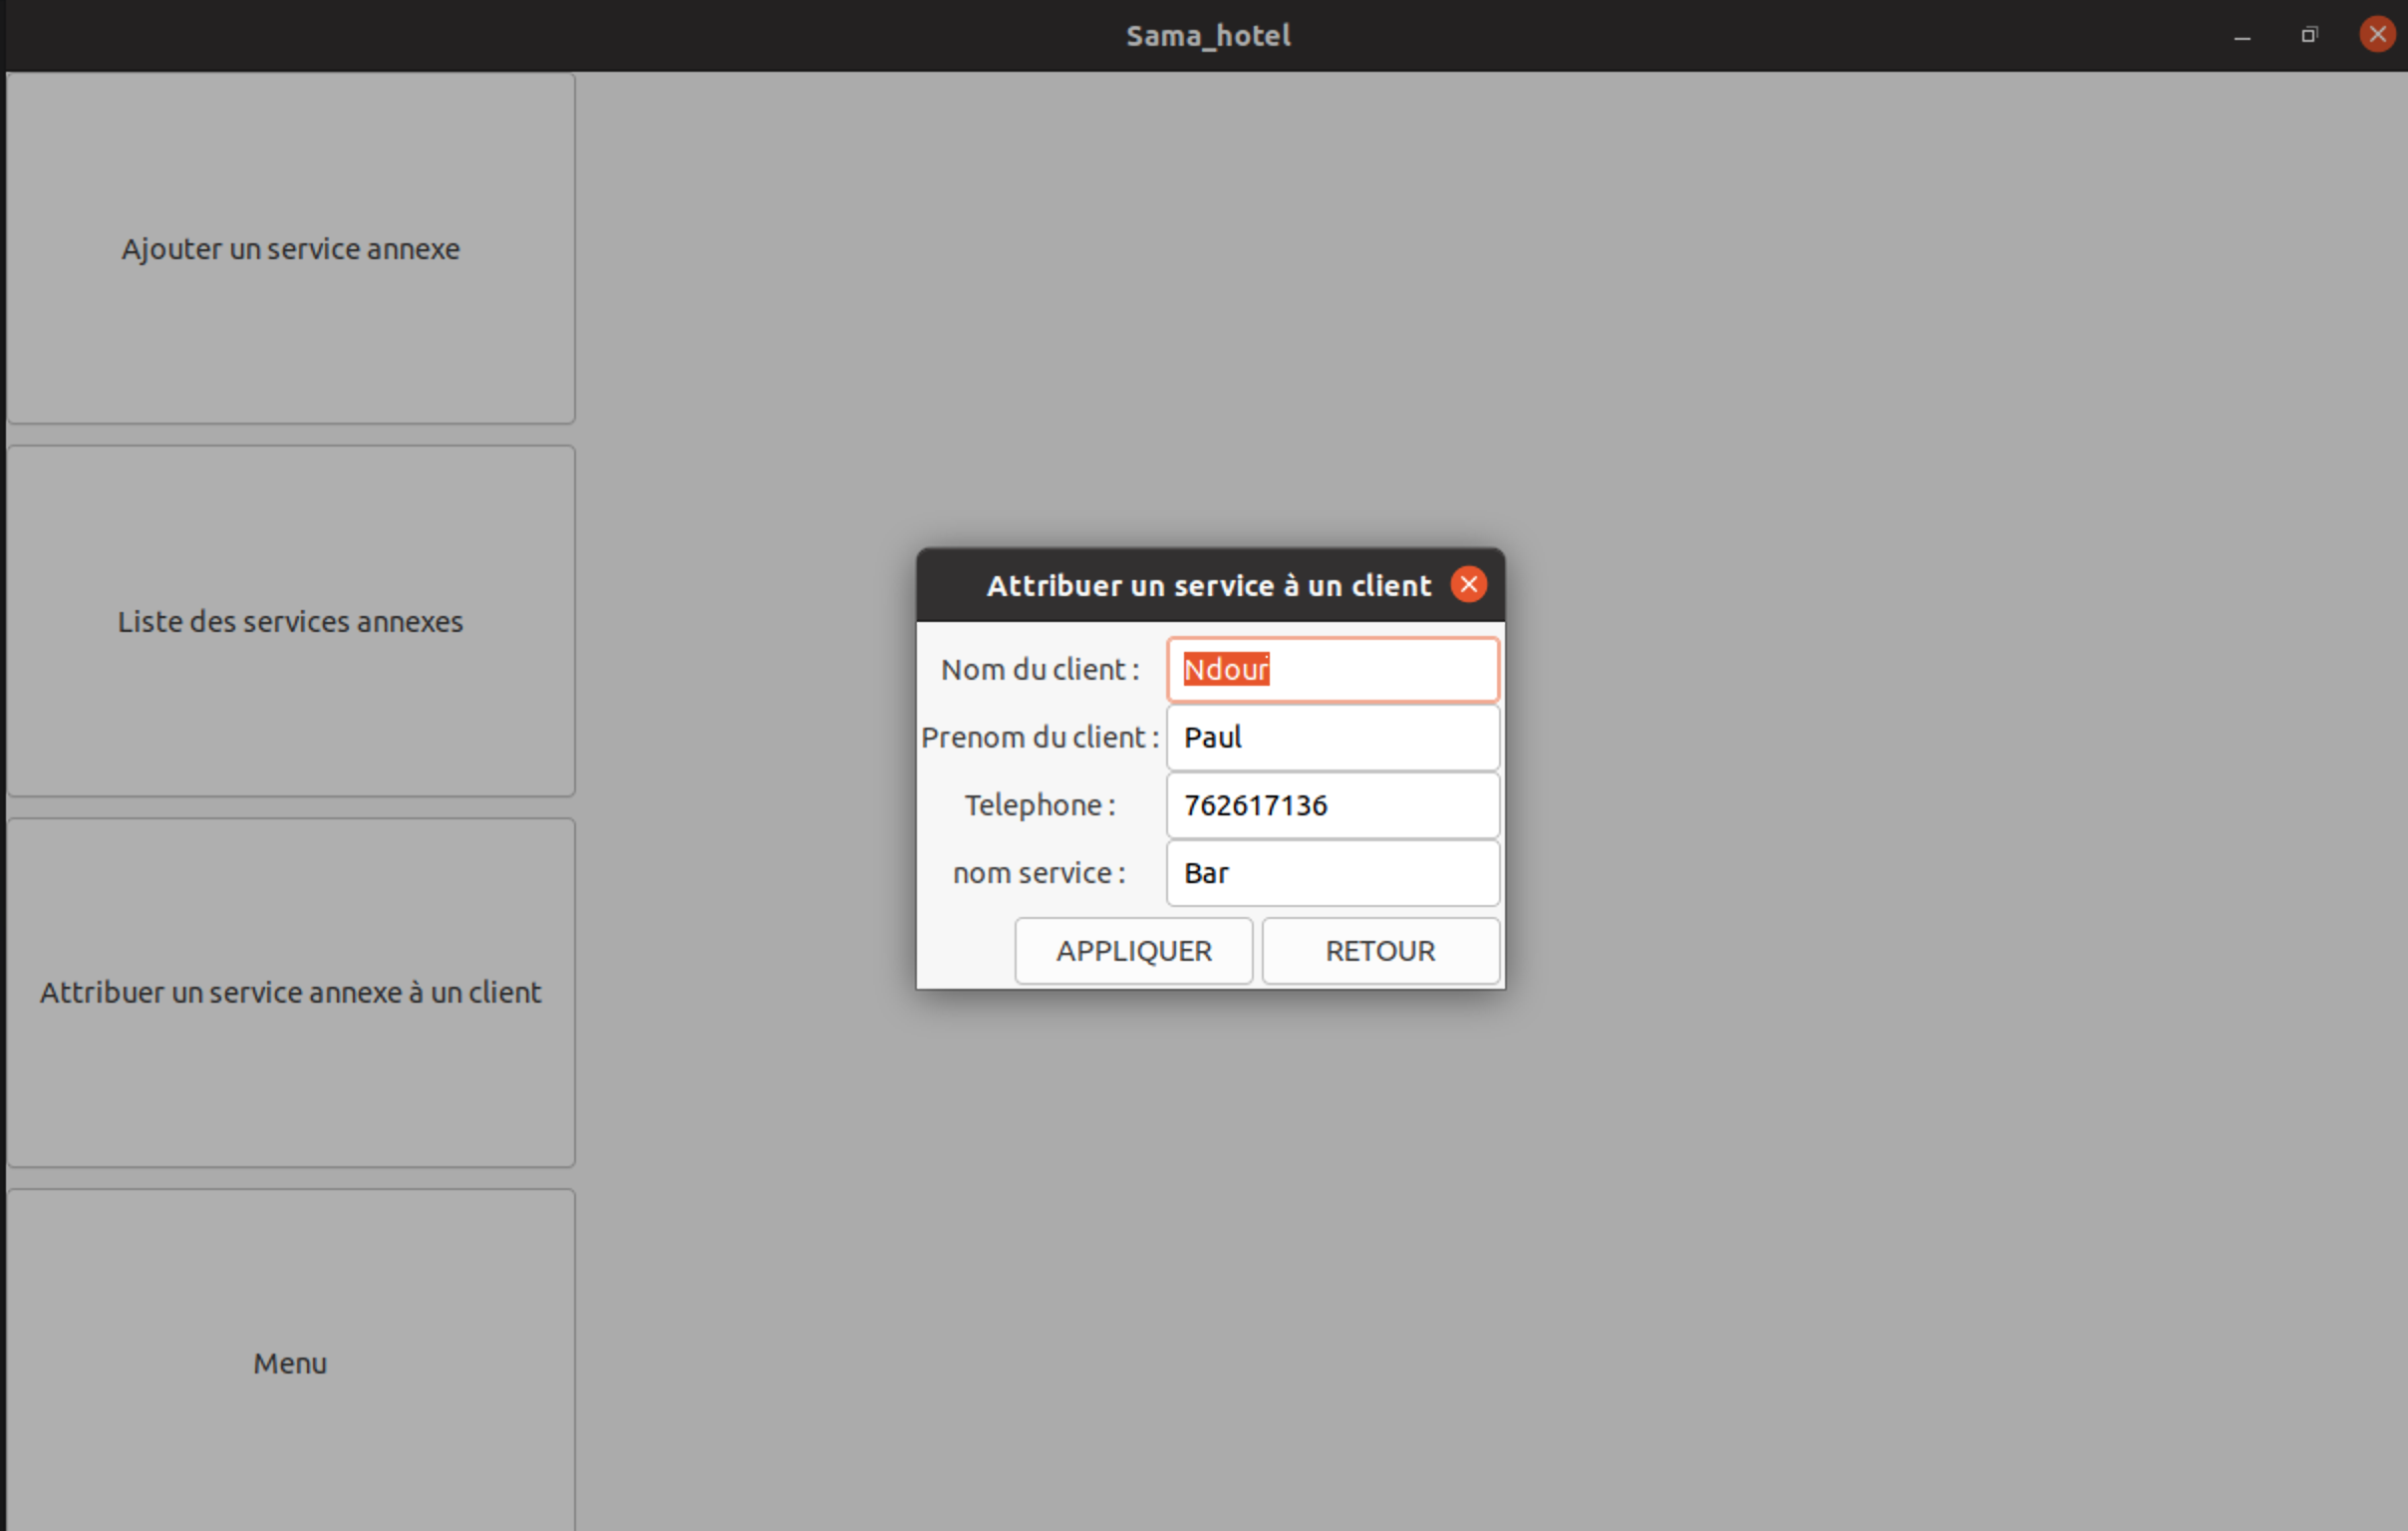 Sama_hotel
Ajouter un service annexe
Liste des services annexes
Attribuer un service annexe à un client
Menu
Attribuer un service à un client
Nom du client : Ndour
Prenom du client : Paul
Telephone : 762617136
nom service : Bar
APPLIQUER RETOUR